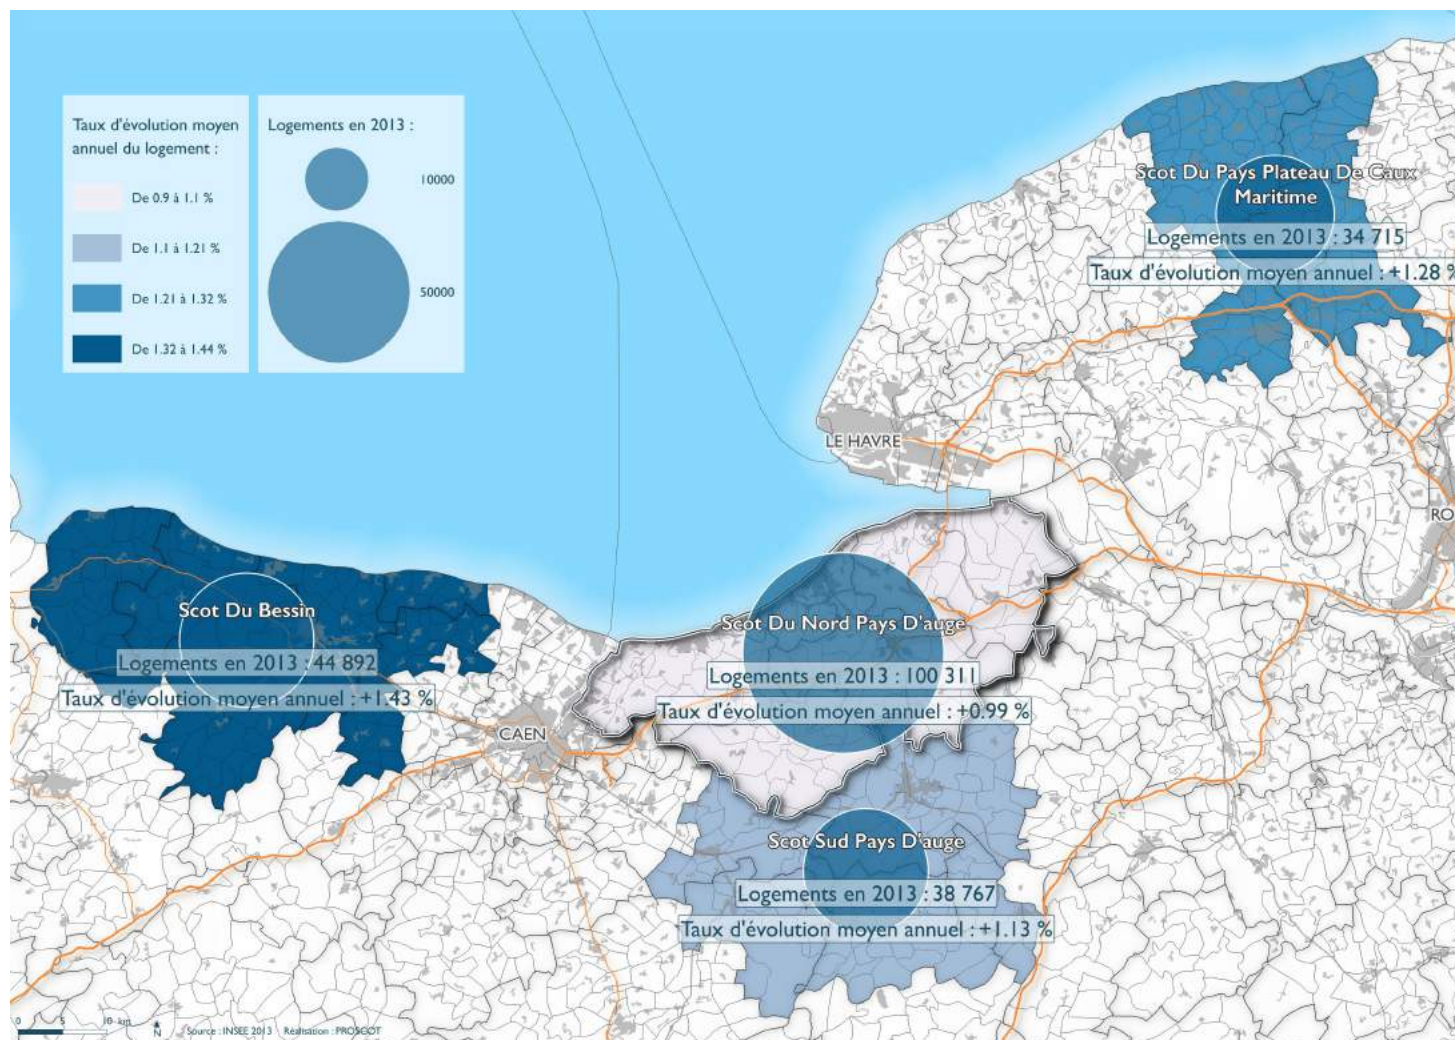 Taux d'évolution moyen
annuel du logement :
De 0.9 à 1.1 %
De 1.1 à 1.21 %
De 1.21 à 1.32 %
De 1.32 à 1.44 %
Logements en 2013 :
10000
50000
Scot Du Pays Plateau De Caux
Maritime
Logements en 2013 : 34 715
Taux d'évolution moyen annuel : +1.28 %
LE HAVRE
RO
Scot Du Bessin
Logements en 2013 : 44 892
Taux d'évolution moyen annuel : +1.43 %
Scot Du Nord Pays D'auge
Logements en 2013 : 100 311
Taux d'évolution moyen annuel : +0.99 %
CAEN
Scot Sud Pays D'auge
Logements en 2013 : 38 767
Taux d'évolution moyen annuel : +1.13 %
0 5 10 km
N
Source : INSEE 2013 Réalisation : PROSCOT